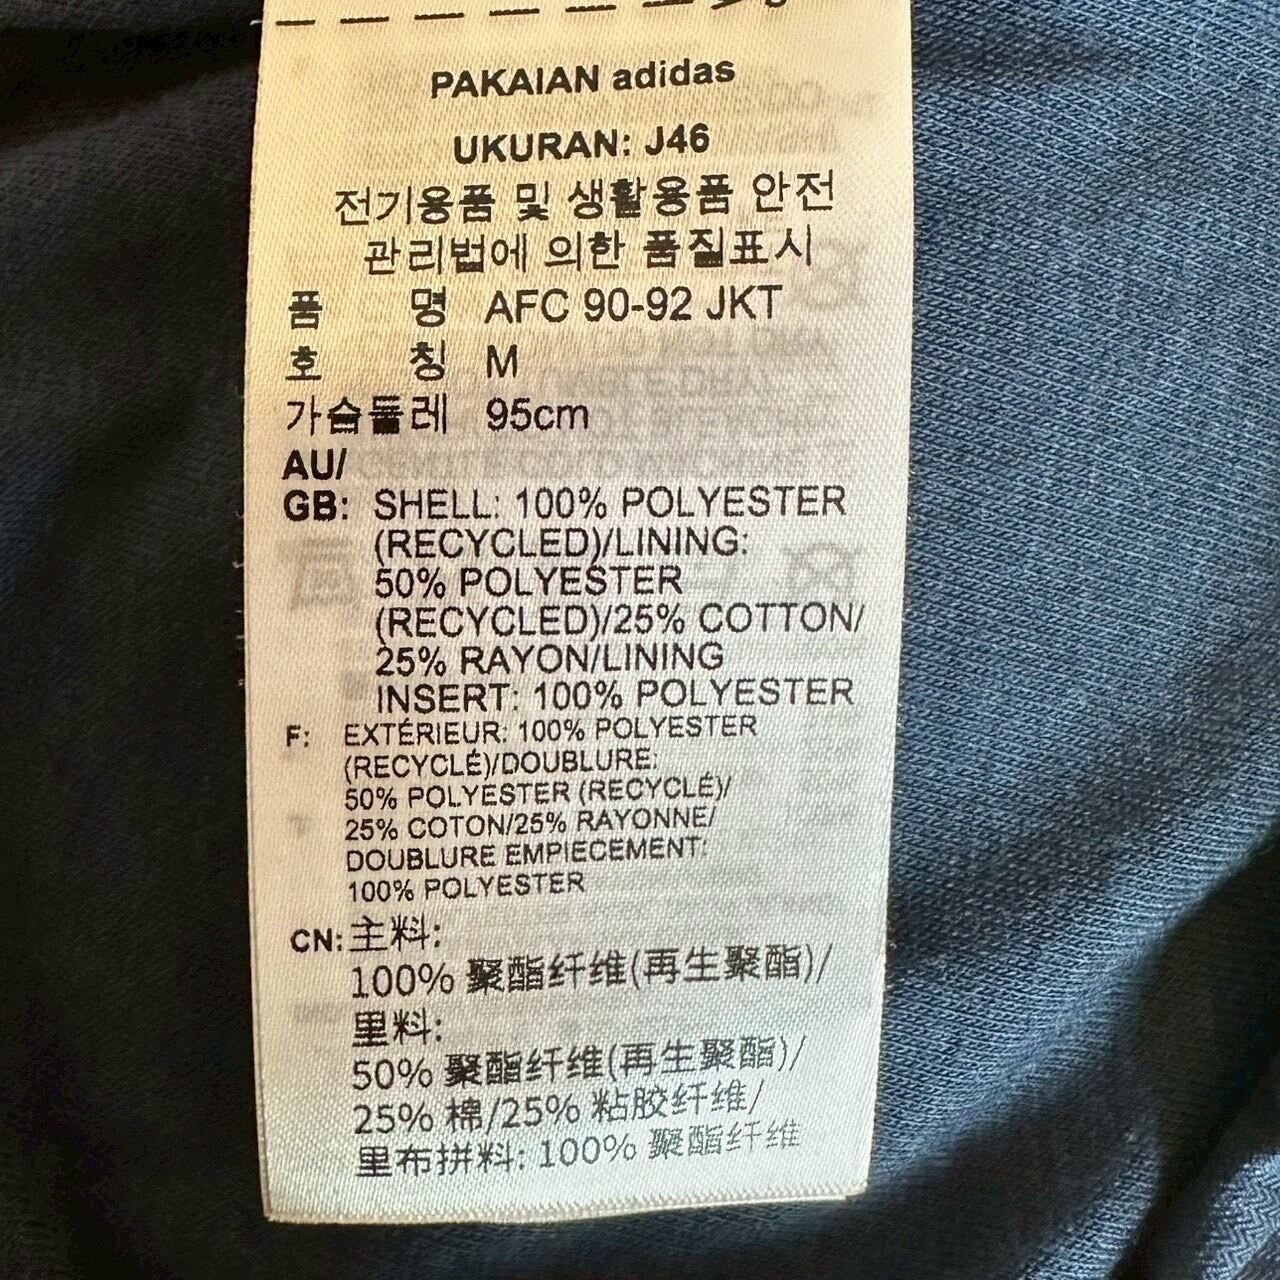 PAKAIAN adidas
UKURAN: J46
전기용품 및 생활용품 안전
관리법에 의한 품질표시
품 명 AFC 90-92 JKT
호 칭 M
가슴둘레 95cm
AU/
GB: SHELL: 100% POLYESTER
(RECYCLED)/LINING:
50% POLYESTER
(RECYCLED)/25% COTTON/
25% RAYON/LINING
INSERT: 100% POLYESTER
F: EXTÉRIEUR: 100% POLYESTER
(RECYCLÉ)/DOUBLURE:
50% POLYESTER (RECYCLÉ)/
25% COTON/25% RAYONNE/
DOUBLURE EMPIECEMENT:
100% POLYESTER
CN: 主料:
100% 聚酯纤维(再生聚酯)/
里料:
50% 聚酯纤维(再生聚酯)/
25% 棉/25% 粘胶纤维/
里布拼料: 100% 聚酯纤维